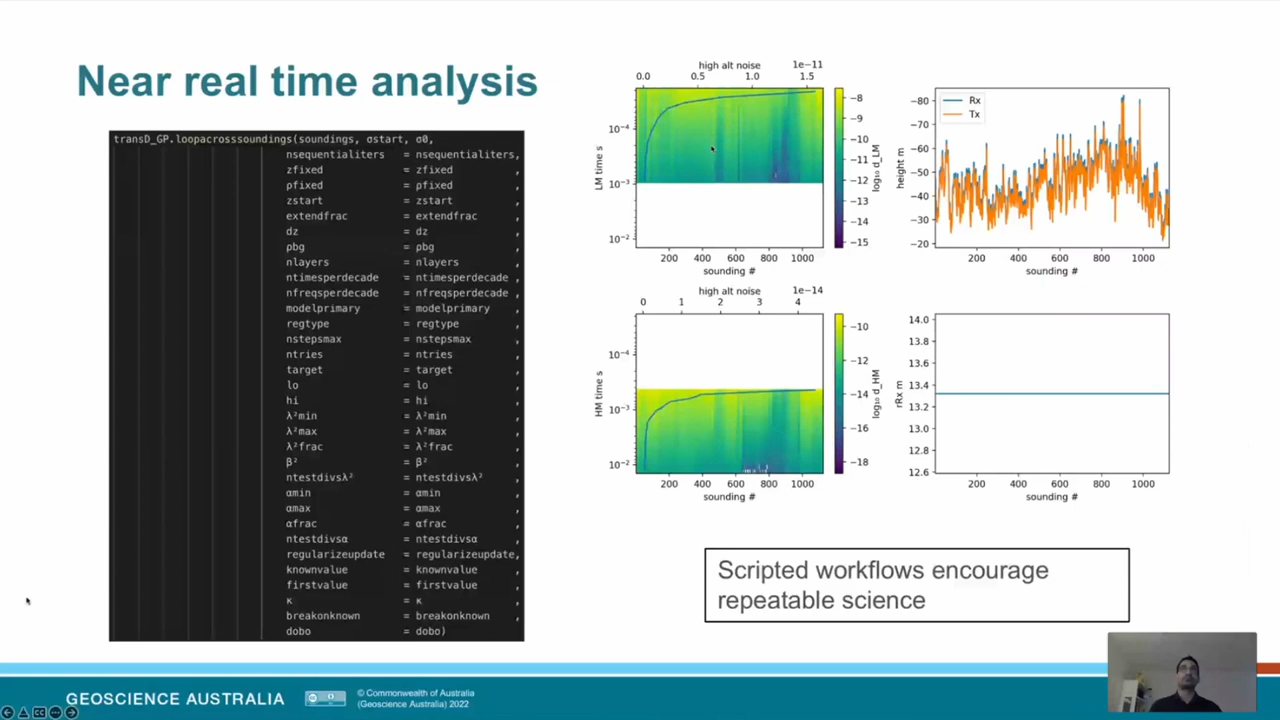 Near real time analysis
transD_GP.loopacrosssoundings(soundings, σstart, σ0,
nsequentialiters = nsequentialiters,
zfixed = zfixed ,
ρfixed = ρfixed ,
zstart = zstart ,
extendfrac = extendfrac ,
dz = dz ,
ρbg = ρbg ,
nlayers = nlayers ,
ntimesperdecade = ntimesperdecade ,
nfreqsperdecade = nfreqsperdecade ,
modelprimary = modelprimary ,
regtype = regtype ,
nstepsmax = nstepsmax ,
ntries = ntries ,
target = target ,
lo = lo ,
hi = hi ,
λ²min = λ²min ,
λ²max = λ²max ,
λ²frac = λ²frac ,
β² = β² ,
ntestdivsλ² = ntestdivsλ² ,
αmin = αmin ,
αmax = αmax ,
αfrac = αfrac ,
ntestdivsα = ntestdivsα ,
regularizeupdate = regularizeupdate,
knownvalue = knownvalue ,
firstvalue = firstvalue ,
κ = κ ,
breakonknown = breakonknown ,
dobo = dobo)
high alt noise 1e−11
0.0 0.5 1.0 1.5
LM time s
10⁻⁴
10⁻³
10⁻²
200 400 600 800 1000
sounding #
−8
−9
−10
−11
−12
−13
−14
−15
log₁₀ d_LM
Rx
Tx
height m
−80
−70
−60
−50
−40
−30
−20
200 400 600 800 1000
sounding #
high alt noise 1e−14
0 1 2 3 4
HM time s
10⁻⁴
10⁻³
10⁻²
200 400 600 800 1000
sounding #
−10
−12
−14
−16
−18
log₁₀ d_HM
rRx m
14.0
13.8
13.6
13.4
13.2
13.0
12.8
12.6
200 400 600 800 1000
sounding #
Scripted workflows encourage
repeatable science
GEOSCIENCE AUSTRALIA
© Commonwealth of Australia
(Geoscience Australia) 2022